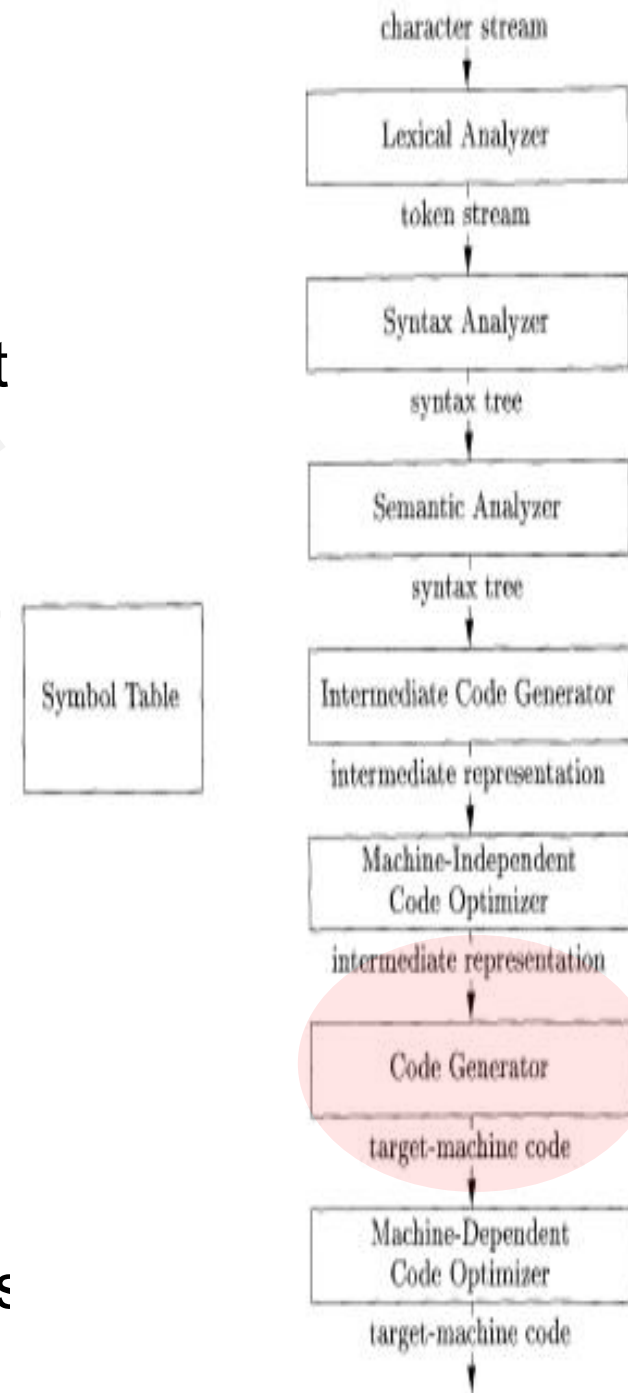 character stream
Lexical Analyzer
token stream
Syntax Analyzer
t
syntax tree
Semantic Analyzer
syntax tree
Symbol Table
Intermediate Code Generator
intermediate representation
Machine-Independent
Code Optimizer
intermediate representation
Code Generator
target-machine code
Machine-Dependent
Code Optimizer
s
target-machine code